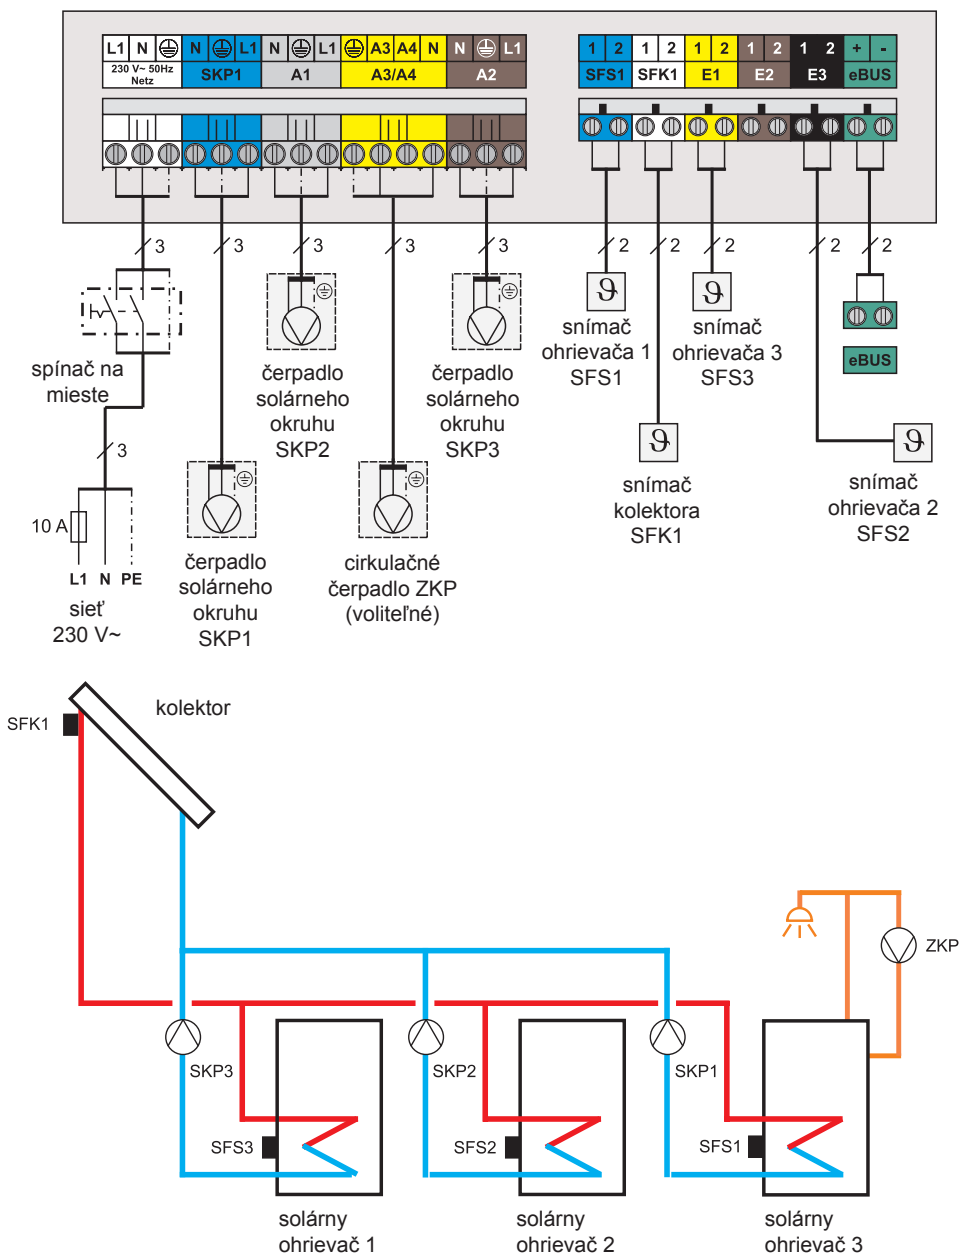 L1 N N L1 N L1 A3 A4 N N L1
230 V~ 50Hz
Netz
SKP1 A1 A3/A4 A2
1 2 1 2 1 2 1 2 1 2 + -
SFS1 SFK1 E1 E2 E3 eBUS
3 3 3 3 3 2 2 2 2 2
spínač na
mieste
čerpadlo
solárneho
okruhu
SKP2
čerpadlo
solárneho
okruhu
SKP3
ϑ
snímač
ohrievača 1
SFS1
ϑ
snímač
ohrievača 3
SFS3
eBUS
3
10 A
L1 N PE
sieť
230 V~
čerpadlo
solárneho
okruhu
SKP1
cirkulačné
čerpadlo ZKP
(voliteľné)
ϑ
snímač
kolektora
SFK1
ϑ
snímač
ohrievača 2
SFS2
SFK1
kolektor
ZKP
SKP3
SKP2
SKP1
SFS3
SFS2
SFS1
solárny
ohrievač 1
solárny
ohrievač 2
solárny
ohrievač 3